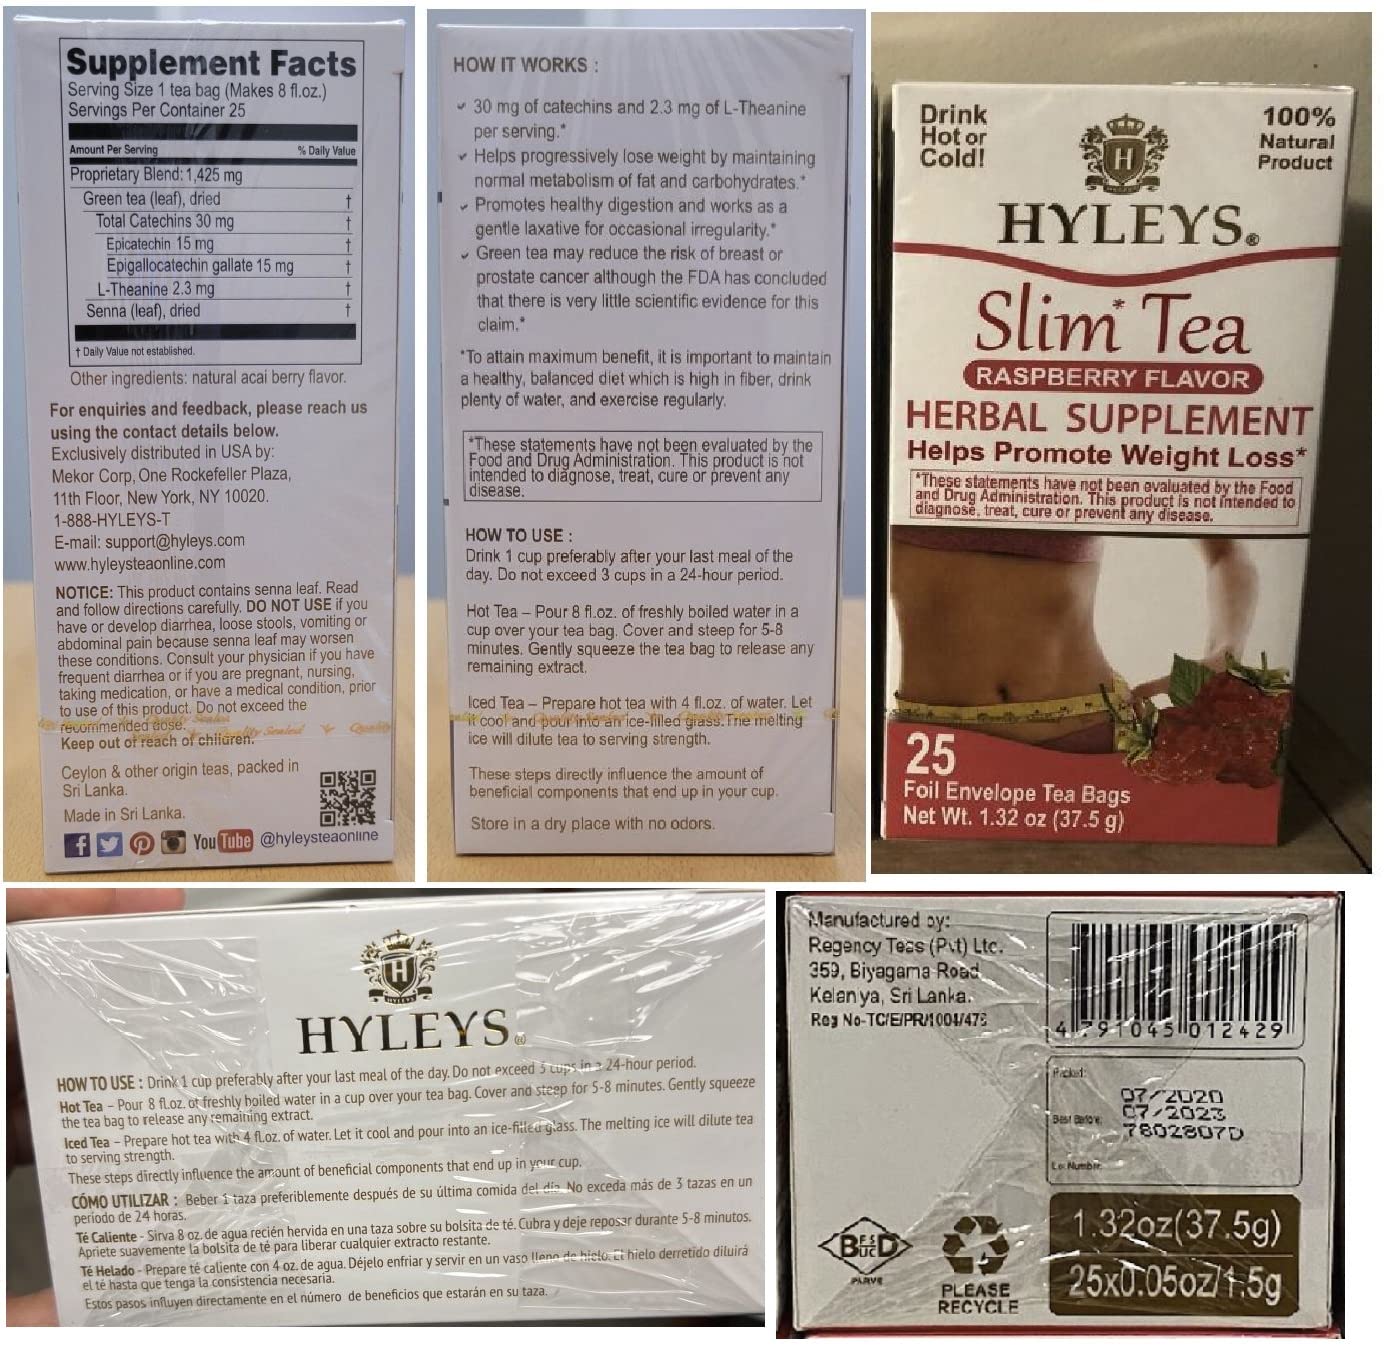 Supplement Facts
Serving Size 1 tea bag (Makes 8 fl.oz.)
Servings Per Container 25
Amount Per Serving % Daily Value
Proprietary Blend: 1,425 mg
Green tea (leaf), dried †
Total Catechins 30 mg †
Epicatechin 15 mg †
Epigallocatechin gallate 15 mg †
L-Theanine 2.3 mg †
Senna (leaf), dried †
† Daily Value not established.
Other ingredients: natural acai berry flavor.
For enquiries and feedback, please reach us
using the contact details below.
Exclusively distributed in USA by:
Mekor Corp, One Rockefeller Plaza,
11th Floor, New York, NY 10020.
1-888-HYLEYS-T
E-mail: support@hyleys.com
www.hyleysteaonline.com
NOTICE: This product contains senna leaf. Read
and follow directions carefully. DO NOT USE if you
have or develop diarrhea, loose stools, vomiting or
abdominal pain because senna leaf may worsen
these conditions. Consult your physician if you have
frequent diarrhea or if you are pregnant, nursing,
taking medication, or have a medical condition, prior
to use of this product. Do not exceed the
recommended dose.
Quality Sealed Quality Sealed Quality
Keep out of reach of children.
Ceylon & other origin teas, packed in
Sri Lanka.
Made in Sri Lanka.
You Tube @hyleysteaonline
HOW IT WORKS :
30 mg of catechins and 2.3 mg of L-Theanine
per serving.*
Helps progressively lose weight by maintaining
normal metabolism of fat and carbohydrates.*
Promotes healthy digestion and works as a
gentle laxative for occasional irregularity.*
Green tea may reduce the risk of breast or
prostate cancer although the FDA has concluded
that there is very little scientific evidence for this
claim.*
*To attain maximum benefit, it is important to maintain
a healthy, balanced diet which is high in fiber, drink
plenty of water, and exercise regularly.
*These statements have not been evaluated by the
Food and Drug Administration. This product is not
intended to diagnose, treat, cure or prevent any
disease.
HOW TO USE :
Drink 1 cup preferably after your last meal of the
day. Do not exceed 3 cups in a 24-hour period.
Hot Tea – Pour 8 fl.oz. of freshly boiled water in a
cup over your tea bag. Cover and steep for 5-8
minutes. Gently squeeze the tea bag to release any
remaining extract.
Iced Tea – Prepare hot tea with 4 fl.oz. of water. Let
it cool and pour into an ice-filled glass. The melting
ice will dilute tea to serving strength.
These steps directly influence the amount of
beneficial components that end up in your cup.
Store in a dry place with no odors.
Drink
Hot or
Cold!
100%
Natural
Product
H
HYLEYS®
Slim* Tea
RASPBERRY FLAVOR
HERBAL SUPPLEMENT
Helps Promote Weight Loss*
*These statements have not been evaluated by the Food
and Drug Administration. This product is not intended to
diagnose, treat, cure or prevent any disease.
25
Foil Envelope Tea Bags
Net Wt. 1.32 oz (37.5 g)
H
HYLEYS
HYLEYS®
HOW TO USE : Drink 1 cup preferably after your last meal of the day. Do not exceed 3 cups in a 24-hour period.
Hot Tea – Pour 8 fl.oz. of freshly boiled water in a cup over your tea bag. Cover and steep for 5-8 minutes. Gently squeeze
the tea bag to release any remaining extract.
Iced Tea – Prepare hot tea with 4 fl.oz. of water. Let it cool and pour into an ice-filled glass. The melting ice will dilute tea
to serving strength.
These steps directly influence the amount of beneficial components that end up in your cup.
CÓMO UTILIZAR : Beber 1 taza preferiblemente después de su última comida del día. No exceda más de 3 tazas en un
período de 24 horas.
Té Caliente - Sirva 8 oz. de agua recién hervida en una taza sobre su bolsita de té. Cubra y deje reposar durante 5-8 minutos.
Apriete suavemente la bolsita de té para liberar cualquier extracto restante.
Té Helado - Prepare té caliente con 4 oz. de agua. Déjelo enfriar y servir en un vaso lleno de hielo. El hielo derretido diluirá
el té hasta que tenga la consistencia necesaria.
Estos pasos influyen directamente en el número de beneficios que estarán en su taza.
Manufactured by:
Regency Teas (Pvt) Ltd.
359, Biyagama Road
Kelaniya, Sri Lanka.
Reg No-TC/E/PR/1004/478
4 791045 012429
Packed: 07/2020
Best Before: 07/2023
7802807D
Lot Number:
PARVE
PLEASE
RECYCLE
1.32oz(37.5g)
25x0.05oz/1.5g